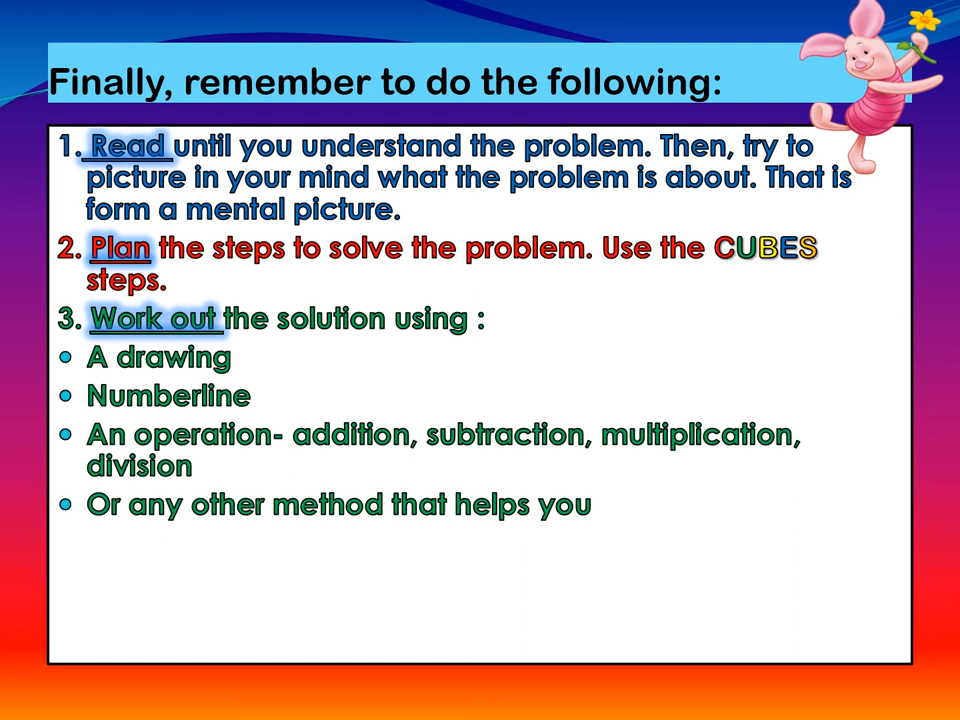 Finally, remember to do the following:
1. Read until you understand the problem. Then, try to
picture in your mind what the problem is about. That is
form a mental picture.
2. Plan the steps to solve the problem. Use the CUBES
steps.
3. Work out the solution using :
• A drawing
• Numberline
• An operation- addition, subtraction, multiplication,
division
• Or any other method that helps you